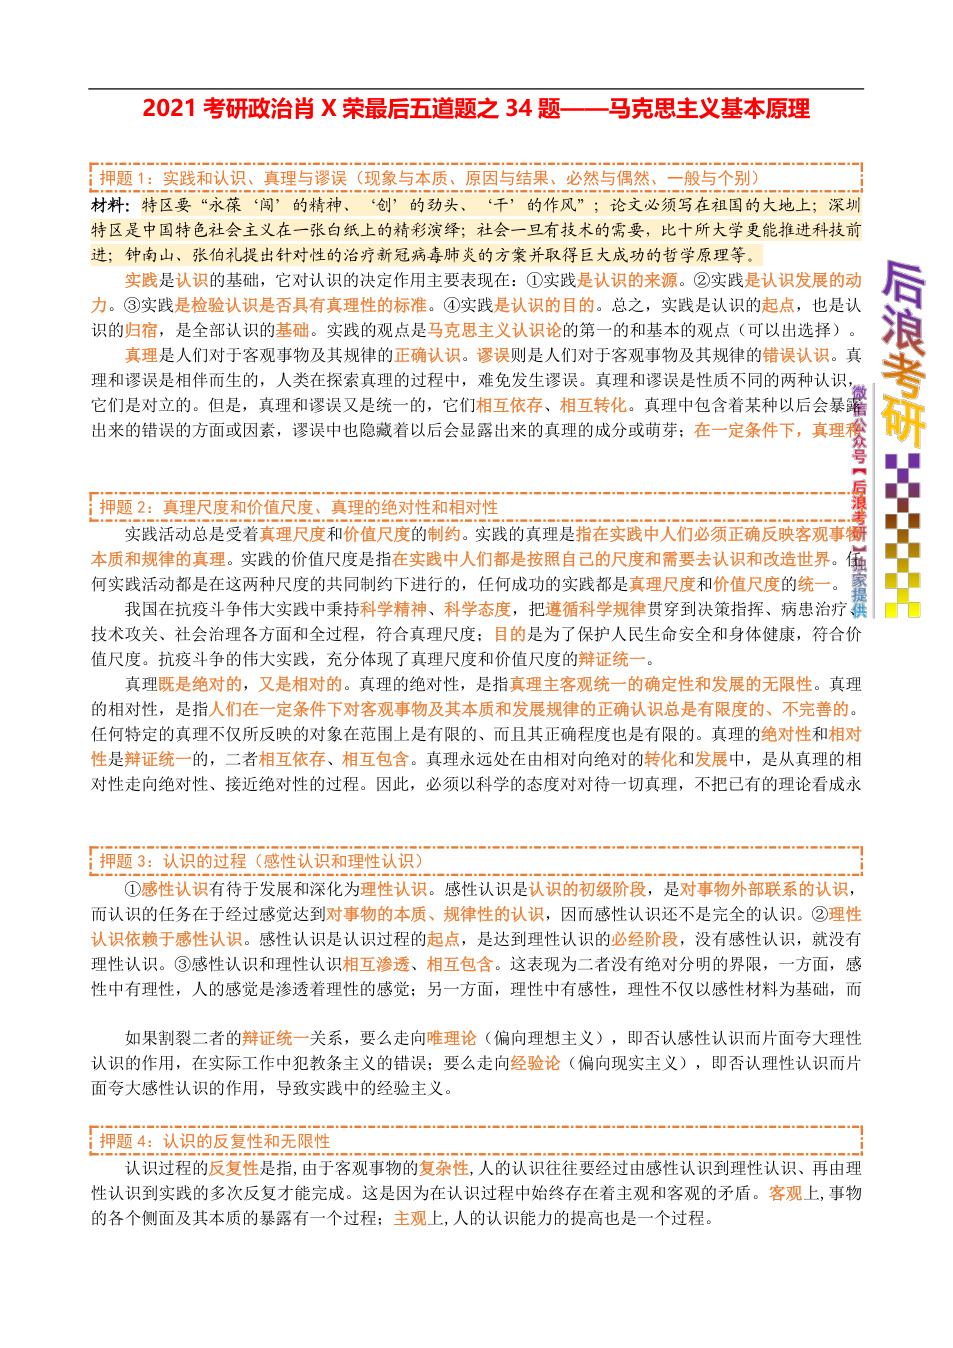 2021 考研政治肖 X 荣最后五道题之 34 题——马克思主义基本原理
押题 1：实践和认识、真理与谬误（现象与本质、原因与结果、必然与偶然、一般与个别）
材料：特区要“永葆‘闯’的精神、‘创’的劲头、‘干’的作风”；论文必须写在祖国的大地上；深圳
特区是中国特色社会主义在一张白纸上的精彩演绎；社会一旦有技术的需要，比十所大学更能推进科技前
进；钟南山、张伯礼提出针对性的治疗新冠病毒肺炎的方案并取得巨大成功的哲学原理等。
实践是认识的基础，它对认识的决定作用主要表现在：①实践是认识的来源。②实践是认识发展的动
力。③实践是检验认识是否具有真理性的标准。④实践是认识的目的。总之，实践是认识的起点，也是认
识的归宿，是全部认识的基础。实践的观点是马克思主义认识论的第一的和基本的观点（可以出选择）。
真理是人们对于客观事物及其规律的正确认识。谬误则是人们对于客观事物及其规律的错误认识。真
理和谬误是相伴而生的，人类在探索真理的过程中，难免发生谬误。真理和谬误是性质不同的两种认识，
它们是对立的。但是，真理和谬误又是统一的，它们相互依存、相互转化。真理中包含着某种以后会暴露
出来的错误的方面或因素，谬误中也隐藏着以后会显露出来的真理的成分或萌芽；在一定条件下，真理和
押题 2：真理尺度和价值尺度、真理的绝对性和相对性
实践活动总是受着真理尺度和价值尺度的制约。实践的真理是指在实践中人们必须正确反映客观事物
本质和规律的真理。实践的价值尺度是指在实践中人们都是按照自己的尺度和需要去认识和改造世界。任
何实践活动都是在这两种尺度的共同制约下进行的，任何成功的实践都是真理尺度和价值尺度的统一。
我国在抗疫斗争伟大实践中秉持科学精神、科学态度，把遵循科学规律贯穿到决策指挥、病患治疗、
技术攻关、社会治理各方面和全过程，符合真理尺度；目的是为了保护人民生命安全和身体健康，符合价
值尺度。抗疫斗争的伟大实践，充分体现了真理尺度和价值尺度的辩证统一。
真理既是绝对的，又是相对的。真理的绝对性，是指真理主客观统一的确定性和发展的无限性。真理
的相对性，是指人们在一定条件下对客观事物及其本质和发展规律的正确认识总是有限度的、不完善的。
任何特定的真理不仅所反映的对象在范围上是有限的、而且其正确程度也是有限的。真理的绝对性和相对
性是辩证统一的，二者相互依存、相互包含。真理永远处在由相对向绝对的转化和发展中，是从真理的相
对性走向绝对性、接近绝对性的过程。因此，必须以科学的态度对对待一切真理，不把已有的理论看成永
押题 3：认识的过程（感性认识和理性认识）
①感性认识有待于发展和深化为理性认识。感性认识是认识的初级阶段，是对事物外部联系的认识，
而认识的任务在于经过感觉达到对事物的本质、规律性的认识，因而感性认识还不是完全的认识。②理性
认识依赖于感性认识。感性认识是认识过程的起点，是达到理性认识的必经阶段，没有感性认识，就没有
理性认识。③感性认识和理性认识相互渗透、相互包含。这表现为二者没有绝对分明的界限，一方面，感
性中有理性，人的感觉是渗透着理性的感觉；另一方面，理性中有感性，理性不仅以感性材料为基础，而
如果割裂二者的辩证统一关系，要么走向唯理论（偏向理想主义），即否认感性认识而片面夸大理性
认识的作用，在实际工作中犯教条主义的错误；要么走向经验论（偏向现实主义），即否认理性认识而片
面夸大感性认识的作用，导致实践中的经验主义。
押题 4：认识的反复性和无限性
认识过程的反复性是指,由于客观事物的复杂性,人的认识往往要经过由感性认识到理性认识、再由理
性认识到实践的多次反复才能完成。这是因为在认识过程中始终存在着主观和客观的矛盾。客观上,事物
的各个侧面及其本质的暴露有一个过程；主观上,人的认识能力的提高也是一个过程。
后浪考研
微信公众号【后浪考研】独家提供